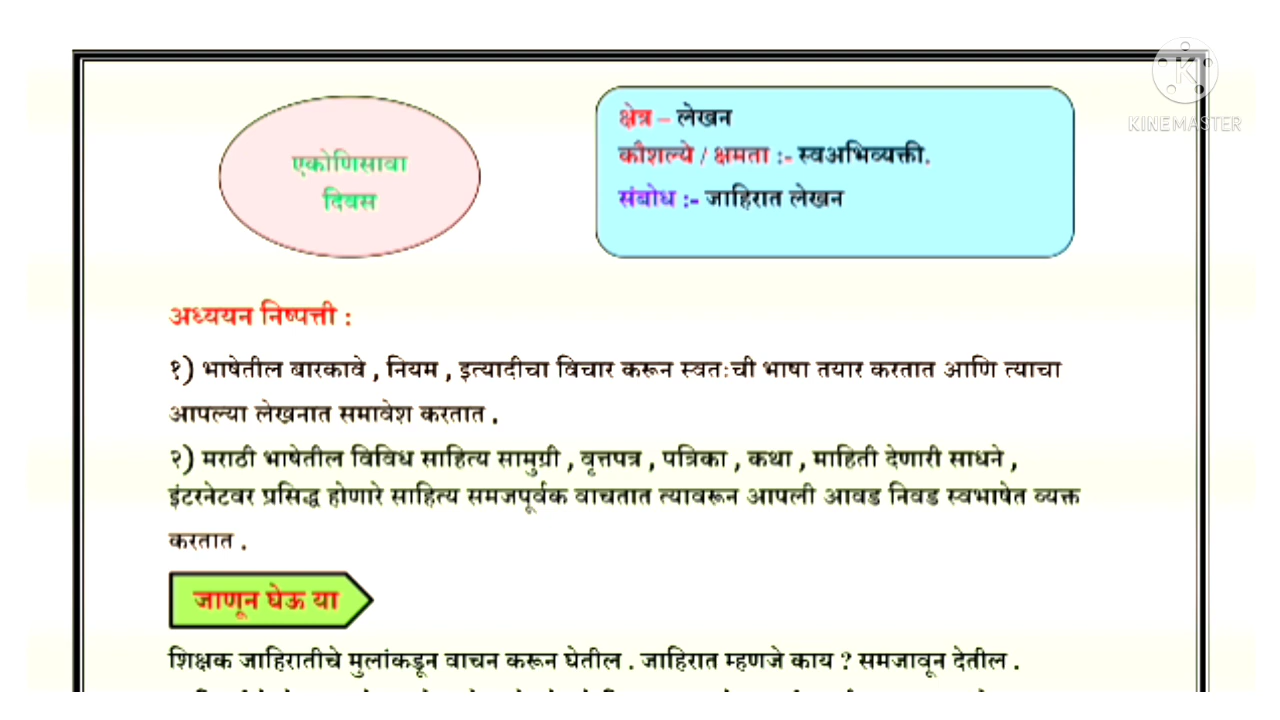 एकोणिसावा
दिवस
क्षेत्र – लेखन
कौशल्ये / क्षमता :- स्वअभिव्यक्ती.
संबोध :- जाहिरात लेखन
KINEMASTER
अध्ययन निष्पत्ती :
१) भाषेतील बारकावे , नियम , इत्यादीचा विचार करून स्वतःची भाषा तयार करतात आणि त्याचा
आपल्या लेखनात समावेश करतात .
२) मराठी भाषेतील विविध साहित्य सामुग्री , वृत्तपत्र , पत्रिका , कथा , माहिती देणारी साधने ,
इंटरनेटवर प्रसिद्ध होणारे साहित्य समजपूर्वक वाचतात त्यावरून आपली आवड निवड स्वभाषेत व्यक्त
करतात .
जाणून घेऊ या
शिक्षक जाहिरातीचे मुलांकडून वाचन करून घेतील . जाहिरात म्हणजे काय ? समजावून देतील .